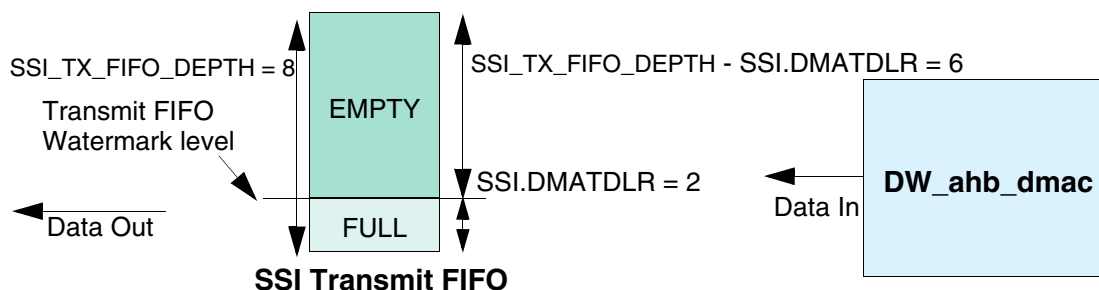 SSI_TX_FIFO_DEPTH = 8
SSI_TX_FIFO_DEPTH - SSI.DMATDLR = 6
Transmit FIFO
Watermark level
EMPTY
SSI.DMATDLR = 2
DW_ahb_dmac
Data In
Data Out
FULL
SSI Transmit FIFO